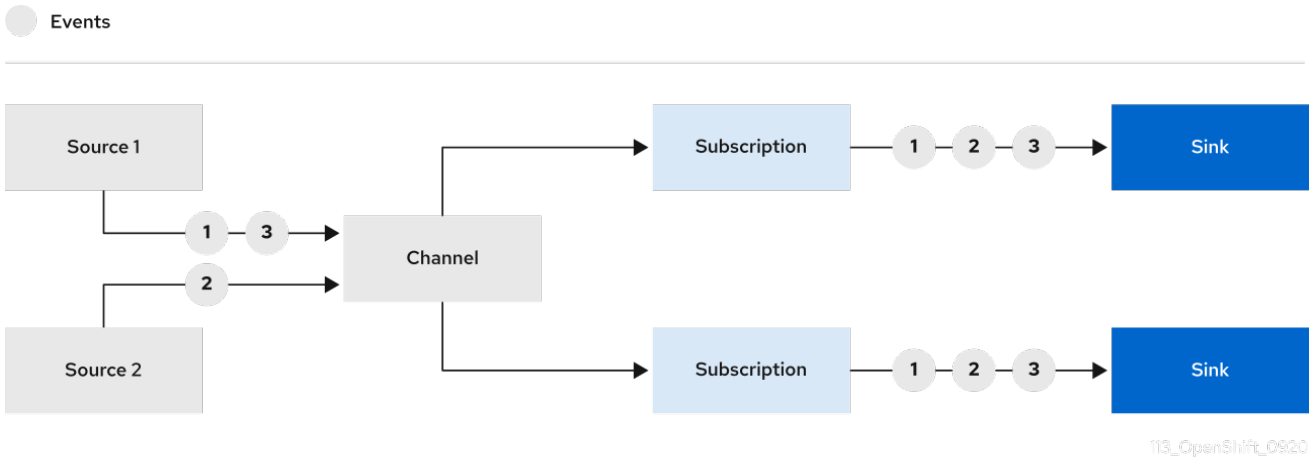 Events
Source 1
Subscription
1 2 3
Sink
1 3
Channel
2
Source 2
Subscription
1 2 3
Sink
113_OpenShift_0920